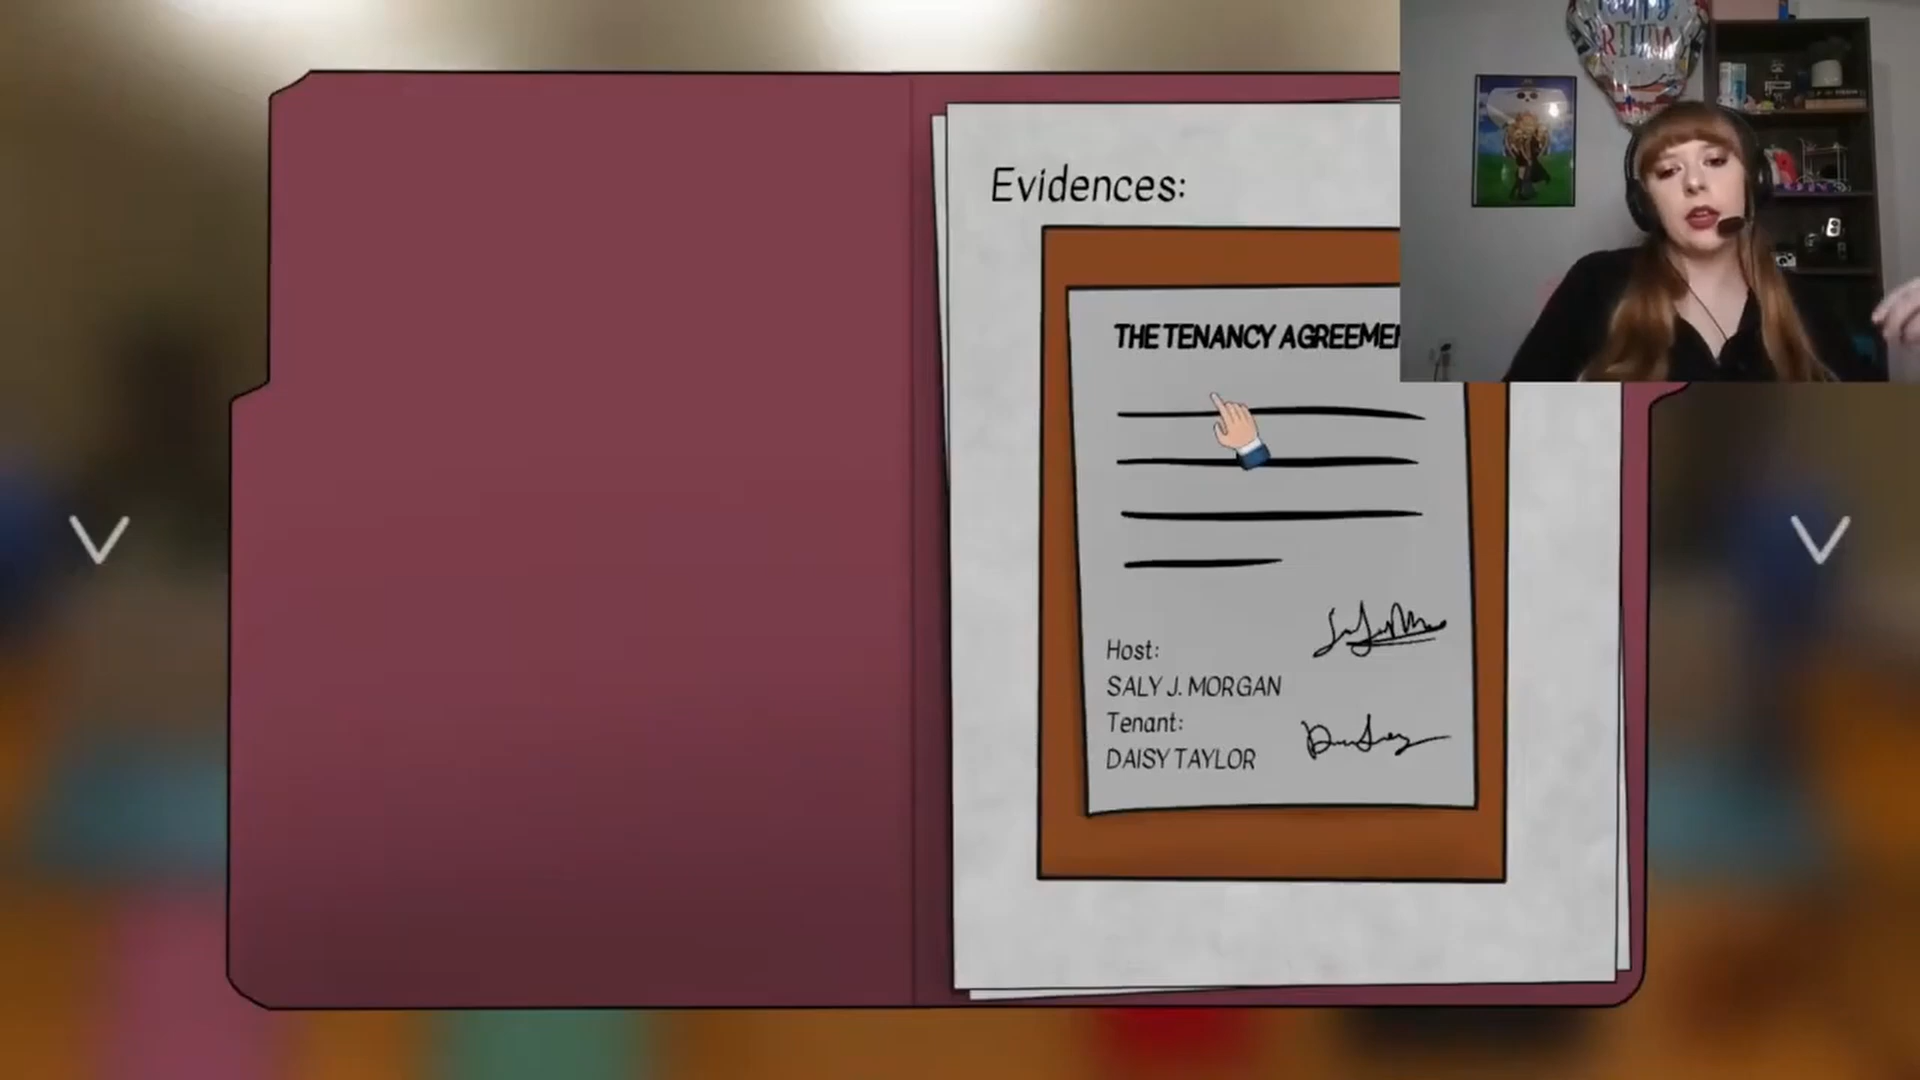 Evidences:
THE TENANCY AGREEMEN
Host:
SALY J. MORGAN
Tenant:
DAISY TAYLOR